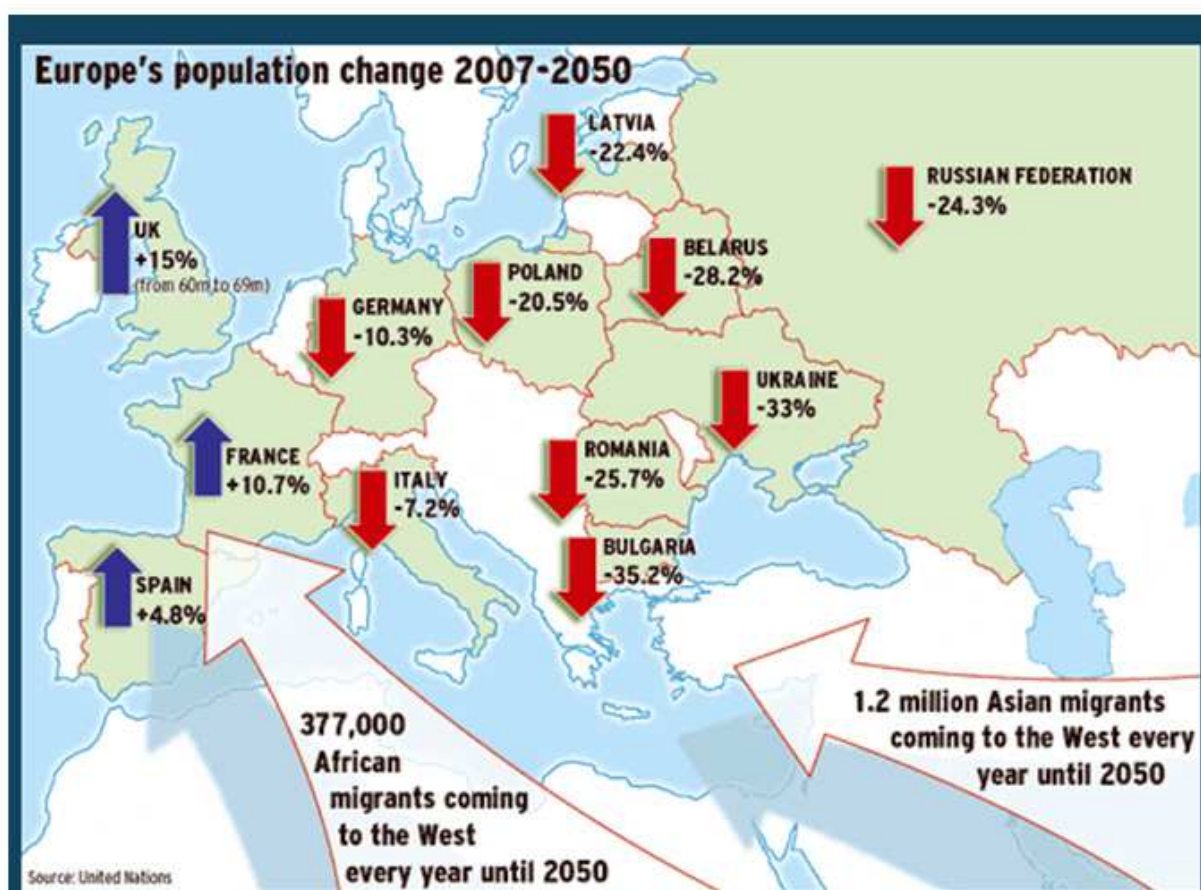 Europe's population change 2007-2050
LATVIA
-22.4%
RUSSIAN FEDERATION
-24.3%
UK
+15%
(from 60m to 69m)
BELARUS
-28.2%
POLAND
-20.5%
GERMANY
-10.3%
UKRAINE
-33%
FRANCE
+10.7%
ITALY
-7.2%
ROMANIA
-25.7%
BULGARIA
-35.2%
SPAIN
+4.8%
377,000
African
migrants coming
to the West
every year until 2050
1.2 million Asian migrants
coming to the West every
year until 2050
Source: United Nations